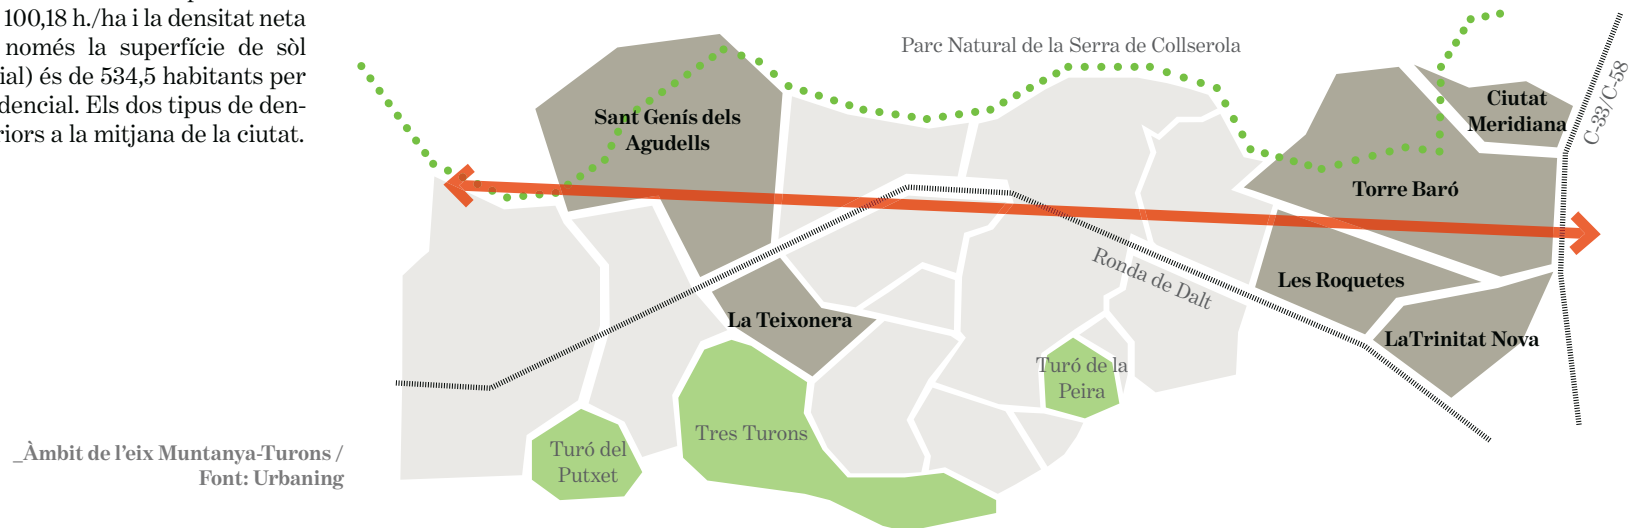 100,18 h./ha i la densitat neta
només la superfície de sòl
ial) és de 534,5 habitants per
dencial. Els dos tipus de den-
riors a la mitjana de la ciutat.
Parc Natural de la Serra de Collserola
C-33/C-58
Ciutat
Meridiana
Sant Genís dels
Agudells
Torre Baró
Ronda de Dalt
Les Roquetes
La Teixonera
LaTrinitat Nova
Turó de la
Peira
Tres Turons
Turó del
Putxet
_Àmbit de l'eix Muntanya-Turons /
Font: Urbaning